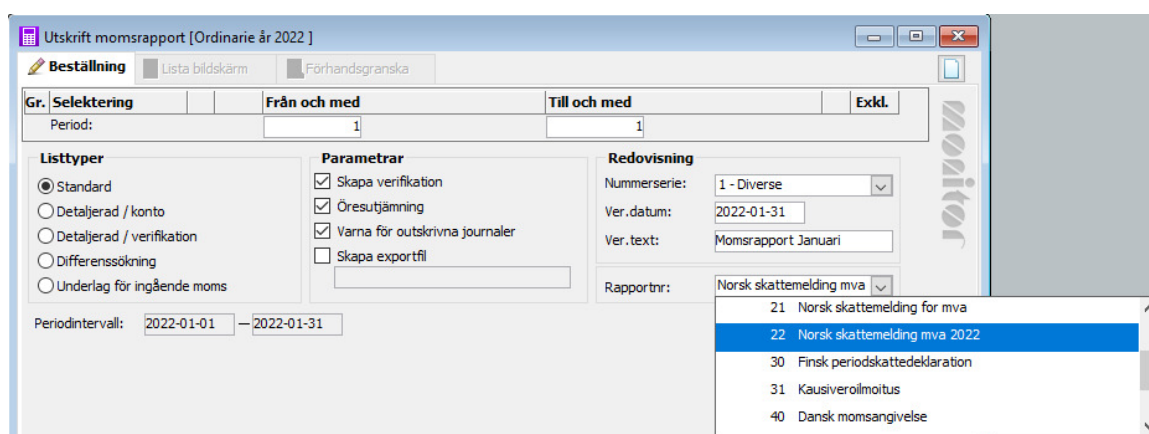 Utskrift momsrapport [Ordinarie år 2022 ]
Beställning Lista bildskärm Förhandsgranska
Gr. Selektering Från och med Till och med Exkl.
Period: 1 1
Listtyper Parametrar Redovisning
Standard Skapa verifikation Nummerserie: 1 - Diverse
Detaljerad / konto Öresutjämning Ver.datum: 2022-01-31
Detaljerad / verifikation Varna för outskrivna journaler Ver.text: Momsrapport Januari
Differenssökning Skapa exportfil
Underlag för ingående moms Rapportnr: Norsk skattemelding mva
Periodintervall: 2022-01-01 — 2022-01-31
21 Norsk skattemelding for mva
22 Norsk skattemelding mva 2022
30 Finsk periodskattedeklaration
31 Kausiveroilmoitus
40 Dansk momsangivelse
monitor